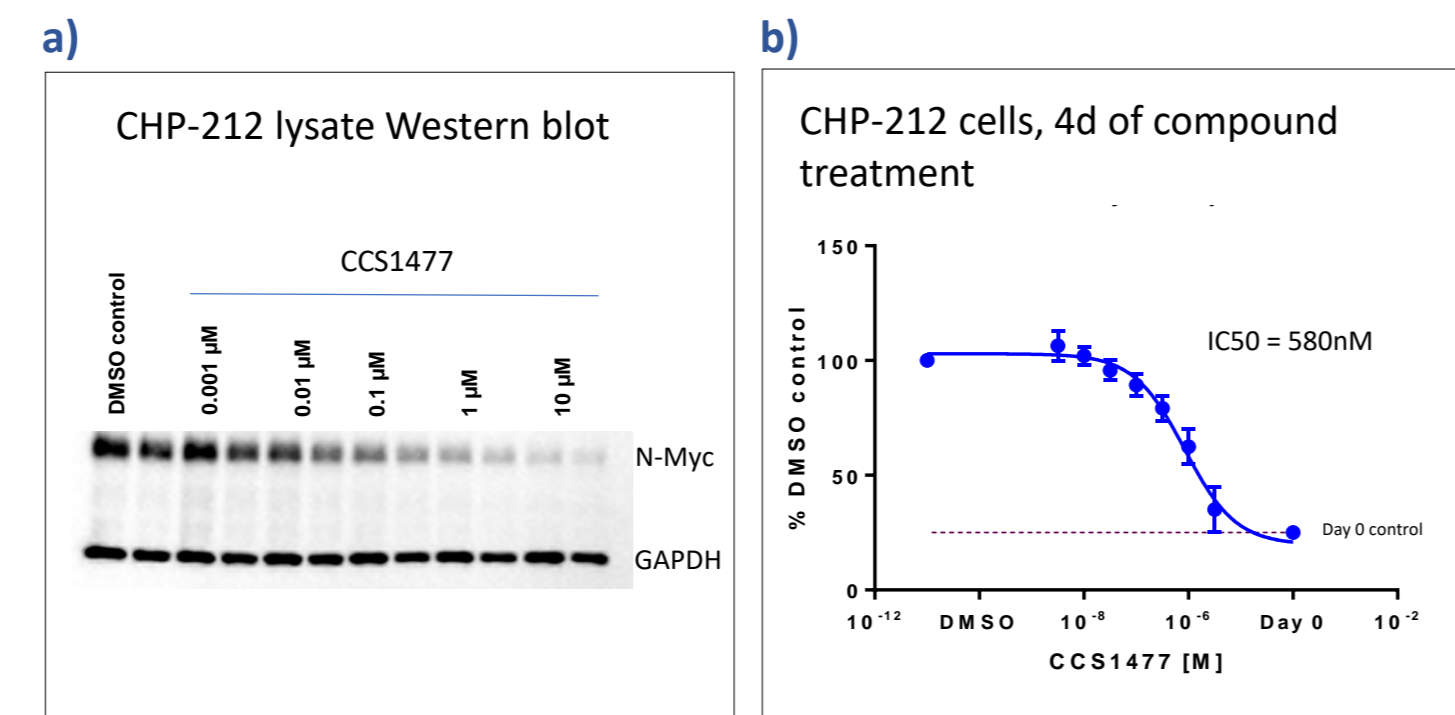 a)
CHP-212 lysate Western blot
CCS1477
DMSO control
0.001 µM
0.01 µM
0.1 µM
1 µM
10 µM
N-Myc
GAPDH
b)
CHP-212 cells, 4d of compound
treatment
150
100
50
0
% DMSO control
IC50 = 580nM
Day 0 control
10-12 DMSO 10-8 10-6 Day 0 10-2
CCS1477 [M]